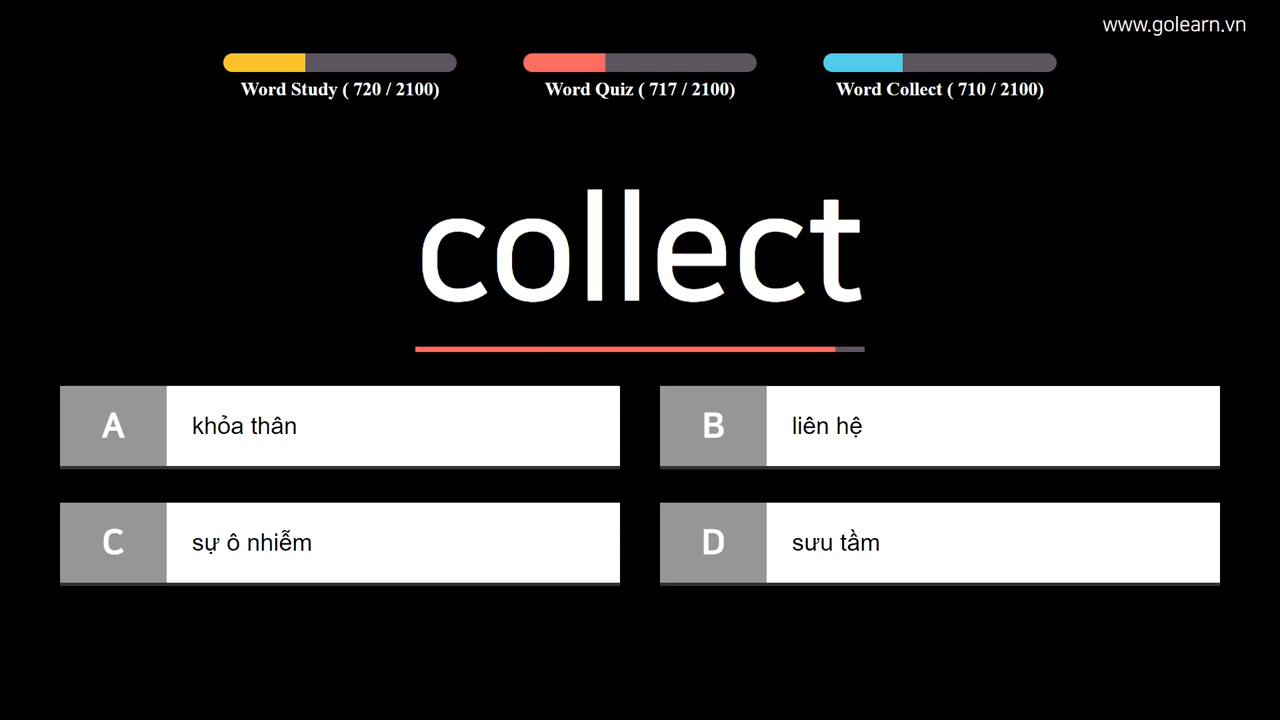 www.golearn.vn
Word Study ( 720 / 2100)
Word Quiz ( 717 / 2100)
Word Collect ( 710 / 2100)
collect
A khỏa thân
B liên hệ
C sự ô nhiễm
D sưu tầm